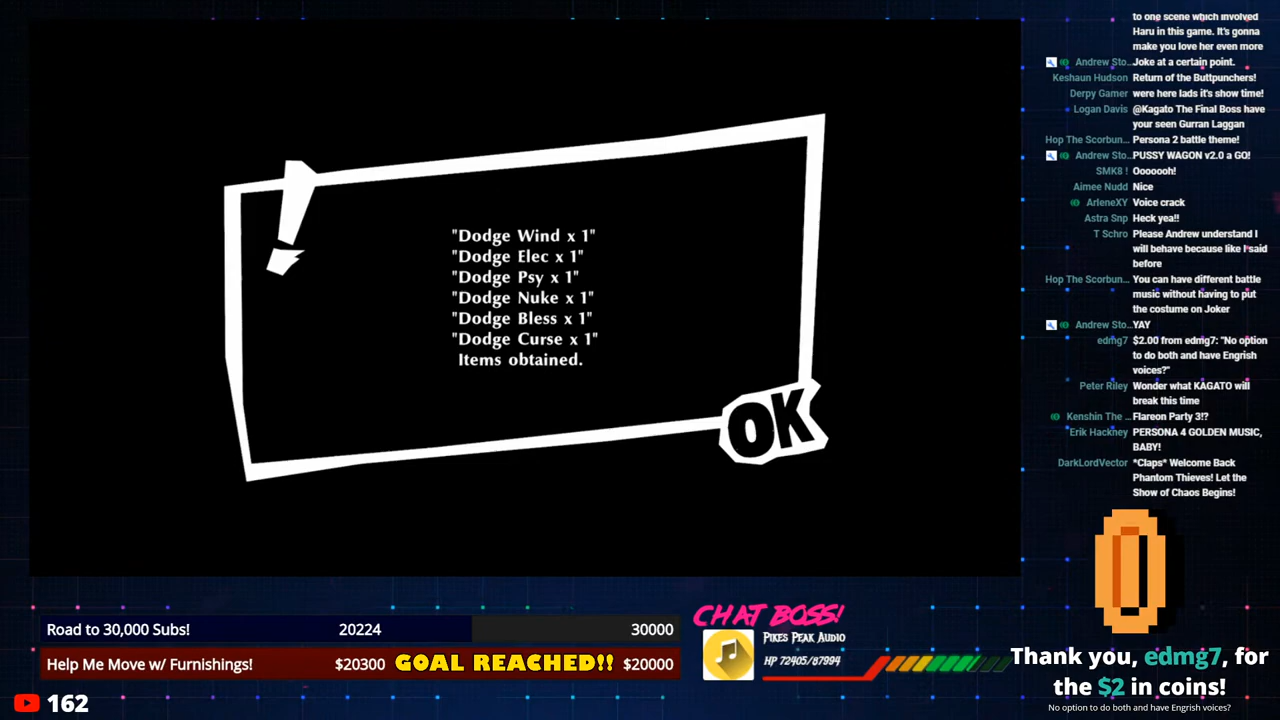 "Dodge Wind x 1"
"Dodge Elec x 1"
"Dodge Psy x 1"
"Dodge Nuke x 1"
"Dodge Bless x 1"
"Dodge Curse x 1"
Items obtained.
OK
to one scene which involved
Haru in this game. It's gonna
make you love her even more
Andrew Sto... Joke at a certain point.
Keshaun Hudson Return of the Buttpunchers!
Derpy Gamer were here lads it's show time!
Logan Davis @Kagato The Final Boss have
your seen Gurran Laggan
Hop The Scorbun... Persona 2 battle theme!
Andrew Sto... PUSSY WAGON v2.0 a GO!
SMK8 ! Ooooooh!
Aimee Nudd Nice
ArleneXY Voice crack
Astra Snp Heck yea!!
T Schro Please Andrew understand I
will behave because like I said
before
Hop The Scorbun... You can have different battle
music without having to put
the costume on Joker
Andrew Sto... YAY
edmg7 $2.00 from edmg7: "No option
to do both and have Engrish
voices?"
Peter Riley Wonder what KAGATO will
break this time
Kenshin The ... Flareon Party 3!?
Erik Hackney PERSONA 4 GOLDEN MUSIC,
BABY!
DarkLordVector *Claps* Welcome Back
Phantom Thieves! Let the
Show of Chaos Begins!
Road to 30,000 Subs! 20224 30000
Help Me Move w/ Furnishings! $20300 GOAL REACHED!! $20000
162
CHAT BOSS!
PIKES PEAK AUDIO
HP 72405/87994
Thank you, edmg7, for
the $2 in coins!
No option to do both and have Engrish voices?